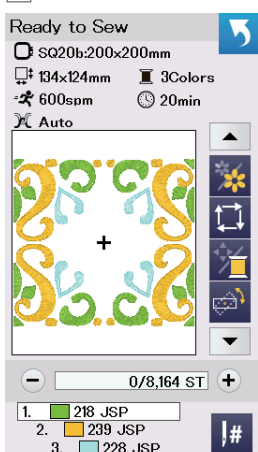 Ready to Sew
SQ20b:200x200mm
134x124mm 3Colors
600spm 20min
Auto
0/8,164 ST
1. 218 JSP
2. 239 JSP
3. 228 JSP
#